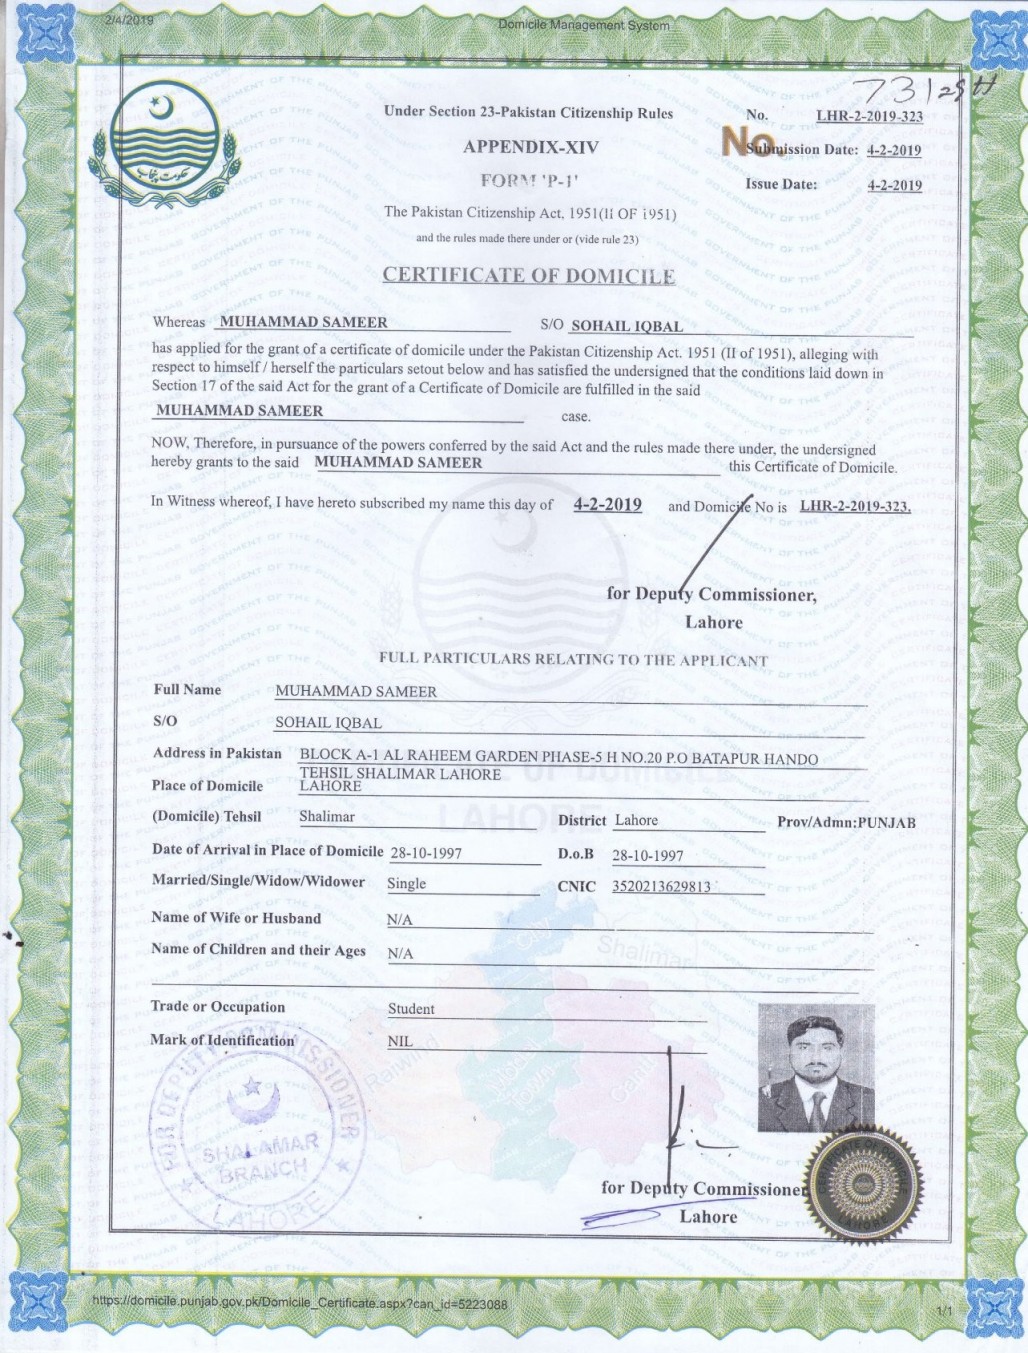 2/4/2019
Domicile Management System
Under Section 23-Pakistan Citizenship Rules
No. LHR-2-2019-323
APPENDIX-XIV
No.
Submission Date: 4-2-2019
FORM 'P-1'
Issue Date: 4-2-2019
The Pakistan Citizenship Act, 1951(II OF 1951)
and the rules made there under or (vide rule 23)
حکومت پنجاب
CERTIFICATE OF DOMICILE
Whereas MUHAMMAD SAMEER S/O SOHAIL IQBAL
has applied for the grant of a certificate of domicile under the Pakistan Citizenship Act. 1951 (II of 1951), alleging with
respect to himself / herself the particulars setout below and has satisfied the undersigned that the conditions laid down in
Section 17 of the said Act for the grant of a Certificate of Domicile are fulfilled in the said
MUHAMMAD SAMEER case.
NOW, Therefore, in pursuance of the powers conferred by the said Act and the rules made there under, the undersigned
hereby grants to the said MUHAMMAD SAMEER this Certificate of Domicile.
In Witness whereof, I have hereto subscribed my name this day of 4-2-2019 and Domicile No is LHR-2-2019-323.
for Deputy Commissioner,
Lahore
FULL PARTICULARS RELATING TO THE APPLICANT
Full Name MUHAMMAD SAMEER
S/O SOHAIL IQBAL
Address in Pakistan BLOCK A-1 AL RAHEEM GARDEN PHASE-5 H NO.20 P.O BATAPUR HANDO
TEHSIL SHALIMAR LAHORE
Place of Domicile LAHORE
LAHORE
(Domicile) Tehsil Shalimar District Lahore Prov/Admn:PUNJAB
Date of Arrival in Place of Domicile 28-10-1997 D.o.B 28-10-1997
Married/Single/Widow/Widower Single CNIC 3520213629813
Name of Wife or Husband N/A
Name of Children and their Ages N/A
Shalimar
Trade or Occupation Student
Mark of Identification NIL
FOR DEPUTY COMMISSIONER
SHALAMAR
BRANCH
LAHORE
for Deputy Commissioner
Lahore
LAHORE
https://domicile.punjab.gov.pk/Domicile_Certificate.aspx?can_id=5223088
1/1